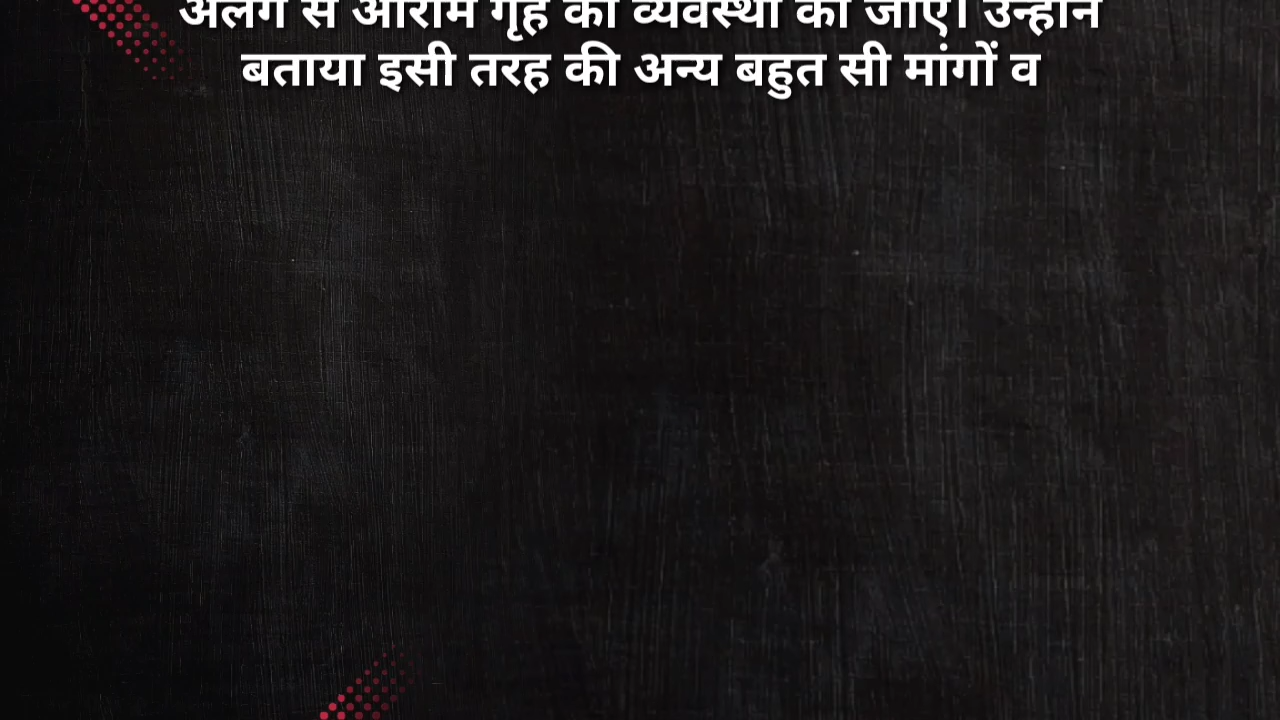 अलग से आराम गृह की व्यवस्था की जाए। उन्होंने
बताया इसी तरह की अन्य बहुत सी मांगों व